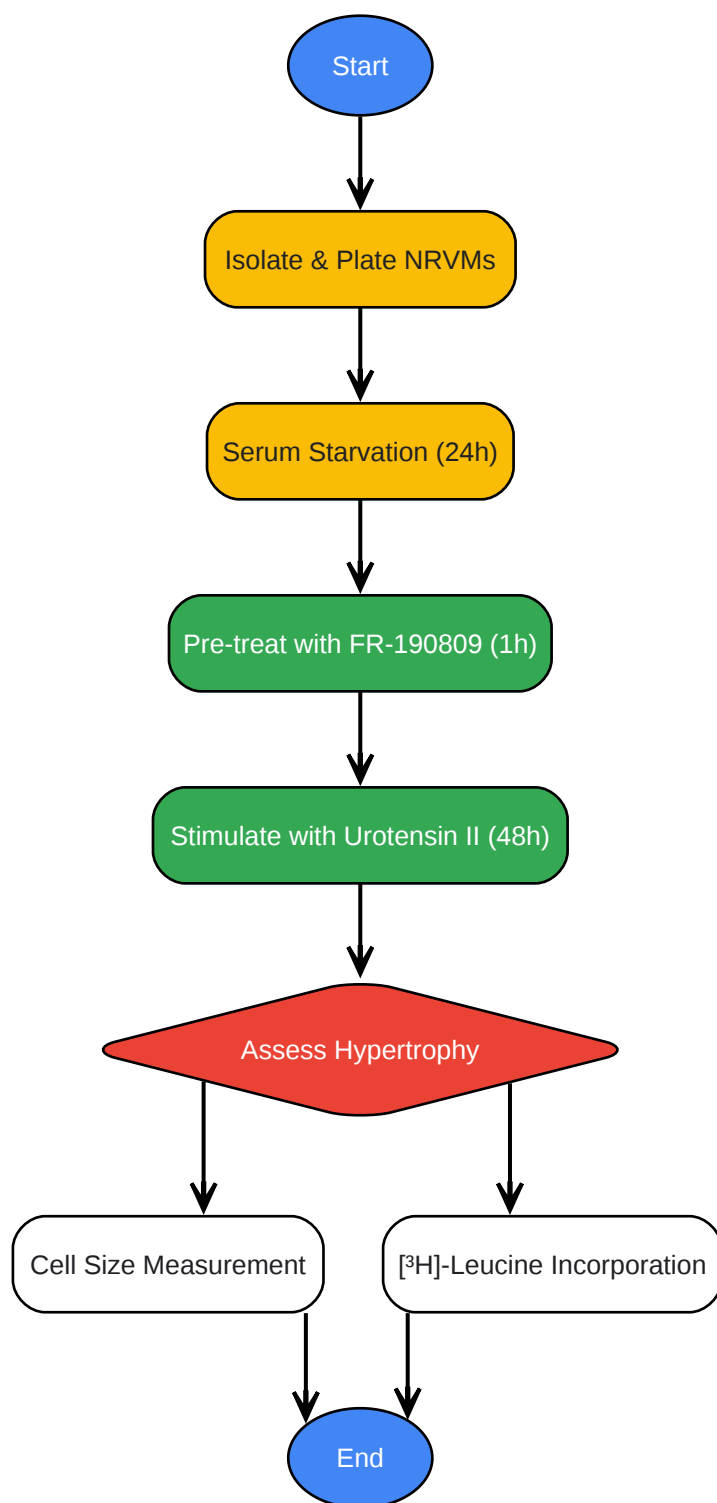 Start
Isolate & Plate NRVMs
Serum Starvation (24h)
Pre-treat with FR-190809 (1h)
Stimulate with Urotensin II (48h)
Assess Hypertrophy
Cell Size Measurement
[³H]-Leucine Incorporation
End